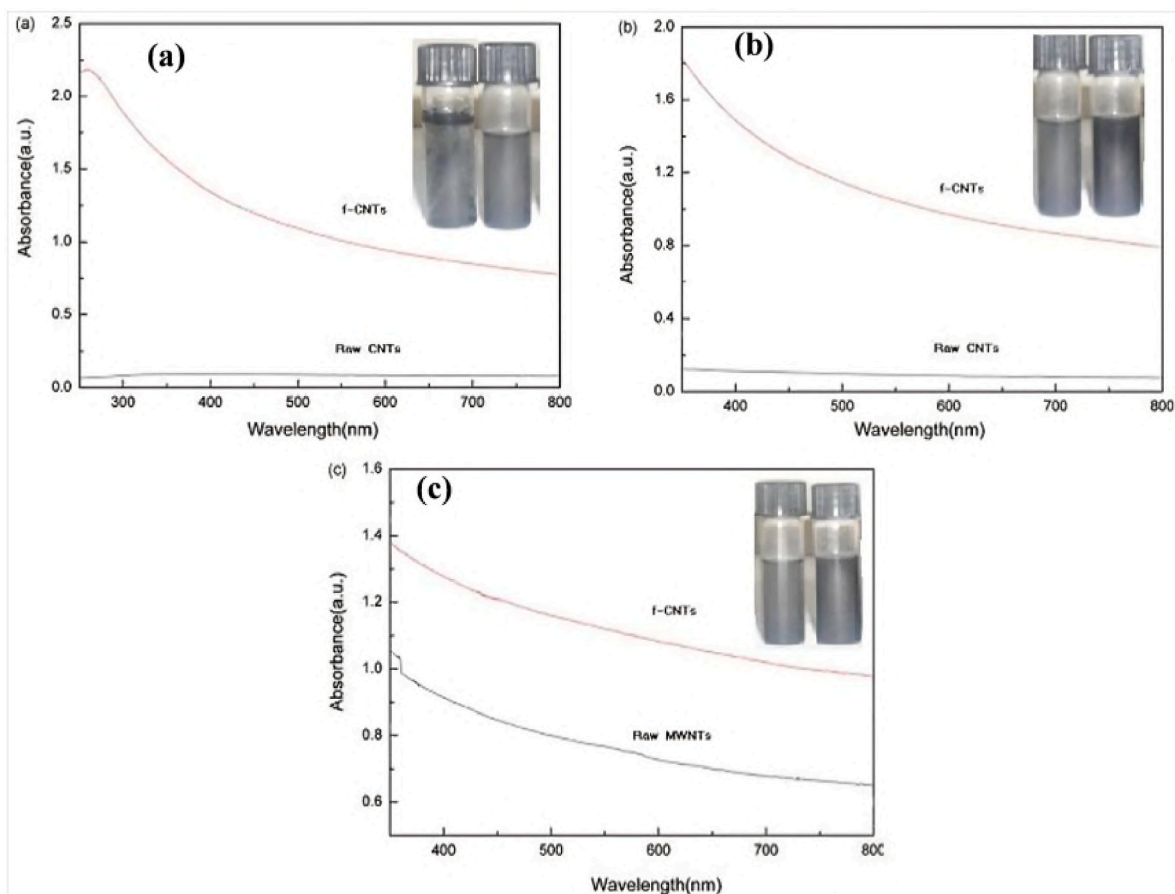 (a)
(a)
2.5
2.0
1.5
1.0
0.5
0.0
Absorbance(a.u.)
f-CNTs
Raw CNTs
300 400 500 600 700 800
Wavelength(nm)
(b)
(b)
2.0
1.6
1.2
0.8
0.4
0.0
Absorbance(a.u.)
f-CNTs
Raw CNTs
400 500 600 700 800
Wavelength(nm)
(c)
(c)
1.6
1.4
1.2
1.0
0.8
0.6
Absorbance(a.u.)
f-CNTs
Raw MWNTs
400 500 600 700 800
Wavelength(nm)